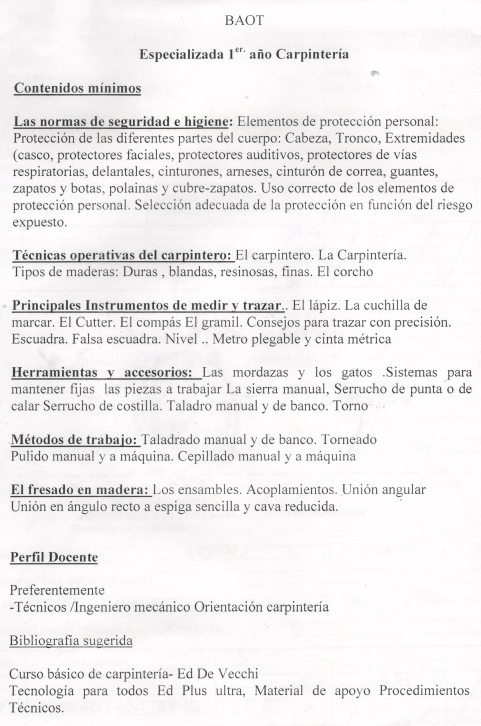 BAOT
Especializada 1er. año Carpintería
Contenidos mínimos
Las normas de seguridad e higiene: Elementos de protección personal:
Protección de las diferentes partes del cuerpo: Cabeza, Tronco, Extremidades
(casco, protectores faciales, protectores auditivos, protectores de vías
respiratorias, delantales, cinturones, arneses, cinturón de correa, guantes,
zapatos y botas, polainas y cubre-zapatos. Uso correcto de los elementos de
protección personal. Selección adecuada de la protección en función del riesgo
expuesto.
Técnicas operativas del carpintero: El carpintero. La Carpintería.
Tipos de maderas: Duras , blandas, resinosas, finas. El corcho
Principales Instrumentos de medir y trazar.. El lápiz. La cuchilla de
marcar. El Cutter. El compás El gramil. Consejos para trazar con precisión.
Escuadra. Falsa escuadra. Nivel .. Metro plegable y cinta métrica
Herramientas y accesorios: Las mordazas y los gatos .Sistemas para
mantener fijas las piezas a trabajar La sierra manual, Serrucho de punta o de
calar Serrucho de costilla. Taladro manual y de banco. Torno
Métodos de trabajo: Taladrado manual y de banco. Torneado
Pulido manual y a máquina. Cepillado manual y a máquina
El fresado en madera: Los ensambles. Acoplamientos. Unión angular
Unión en ángulo recto a espiga sencilla y cava reducida.
Perfil Docente
Preferentemente
-Técnicos /Ingeniero mecánico Orientación carpintería
Bibliografía sugerida
Curso básico de carpintería- Ed De Vecchi
Tecnología para todos Ed Plus ultra, Material de apoyo Procedimientos
Técnicos.